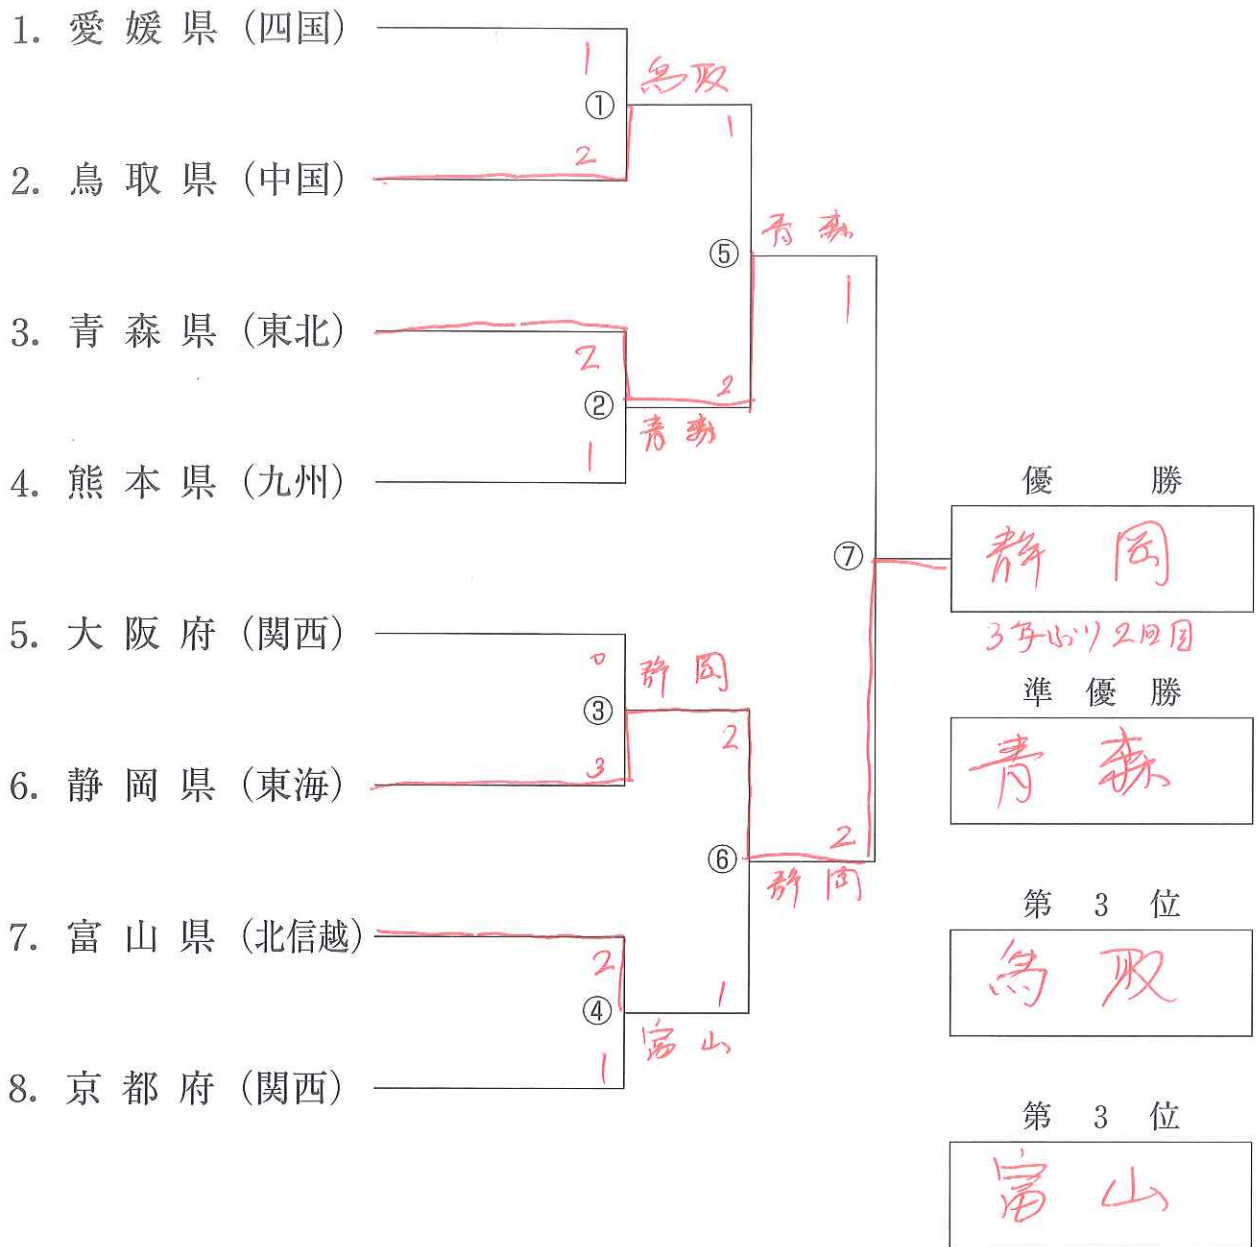 1. 愛媛県 (四国)
1
鳥取
①
1
2
2. 鳥取県 (中国)
青森
⑤
1
3. 青森県 (東北)
2
2
②
青森
1
4. 熊本県 (九州)
優勝
⑦
静岡
3年ぶり2回目
5. 大阪府 (関西)
0
静岡
③
2
準優勝
青森
3
6. 静岡県 (東海)
2
⑥
静岡
第3位
鳥取
7. 富山県 (北信越)
2
1
④
富山
1
8. 京都府 (関西)
第3位
富山